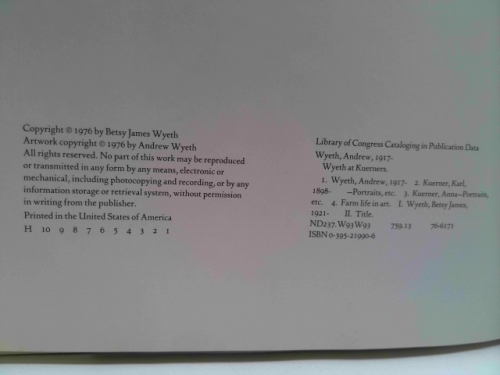 Copyright © 1976 by Betsy James Wyeth
Artwork copyright © 1976 by Andrew Wyeth
All rights reserved. No part of this work may be reproduced
or transmitted in any form by any means, electronic or
mechanical, including photocopying and recording, or by any
information storage or retrieval system, without permission
in writing from the publisher.
Printed in the United States of America
H 10 9 8 7 6 5 4 3 2 1
Library of Congress Cataloging in Publication Data
Wyeth, Andrew, 1917-
Wyeth at Kuerners.
1. Wyeth, Andrew, 1917- 2. Kuerner, Karl,
1898- —Portraits, etc. 3. Kuerner, Anna—Portraits,
etc. 4. Farm life in art. I. Wyeth, Betsy James,
1921- II. Title.
ND237.W93W93 759.13 76-6171
ISBN 0-395-21990-6